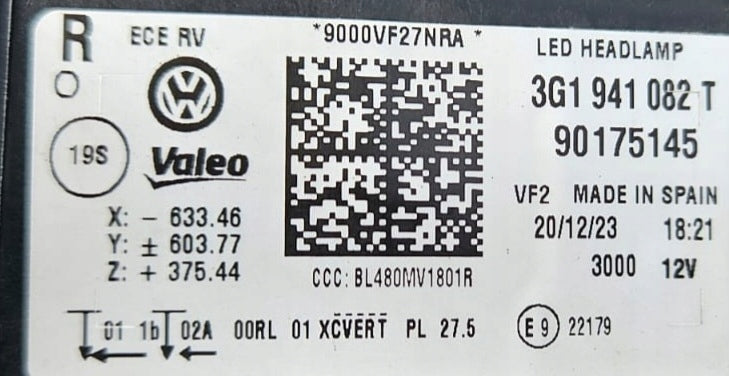 R ECE RV *9000VF27NRA * LED HEADLAMP
3G1 941 082 T
19S Valeo 90175145
VF2 MADE IN SPAIN
X: - 633.46 20/12/23 18:21
Y: ± 603.77
Z: + 375.44 CCC: BL480MV1801R 3000 12V
01 1b 02A 00RL 01 XC̅V̅E̅R̅T̅ PL 27.5 E 9 22179